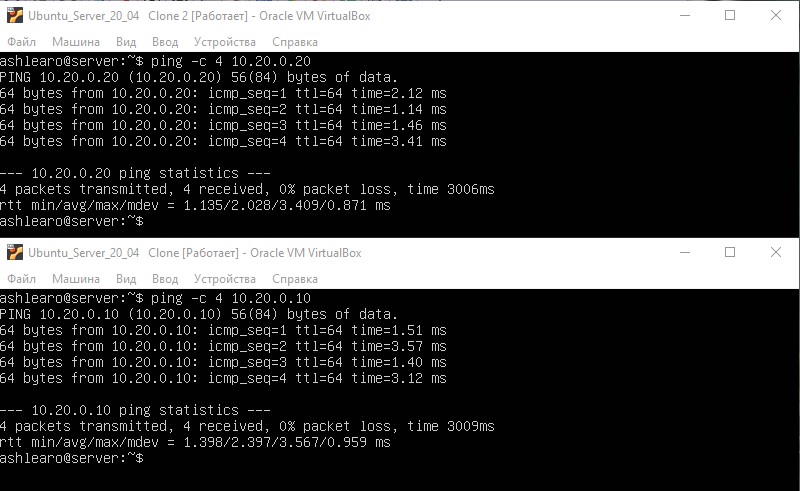 Ubuntu_Server_20_04 Clone 2 [Работает] - Oracle VM VirtualBox
Файл Машина Вид Ввод Устройства Справка
ashlearo@server:~$ ping -c 4 10.20.0.20
PING 10.20.0.20 (10.20.0.20) 56(84) bytes of data.
64 bytes from 10.20.0.20: icmp_seq=1 ttl=64 time=2.12 ms
64 bytes from 10.20.0.20: icmp_seq=2 ttl=64 time=1.14 ms
64 bytes from 10.20.0.20: icmp_seq=3 ttl=64 time=1.46 ms
64 bytes from 10.20.0.20: icmp_seq=4 ttl=64 time=3.41 ms
--- 10.20.0.20 ping statistics ---
4 packets transmitted, 4 received, 0% packet loss, time 3006ms
rtt min/avg/max/mdev = 1.135/2.028/3.409/0.871 ms
ashlearo@server:~$
Ubuntu_Server_20_04 Clone [Работает] - Oracle VM VirtualBox
Файл Машина Вид Ввод Устройства Справка
ashlearo@server:~$ ping -c 4 10.20.0.10
PING 10.20.0.10 (10.20.0.10) 56(84) bytes of data.
64 bytes from 10.20.0.10: icmp_seq=1 ttl=64 time=1.51 ms
64 bytes from 10.20.0.10: icmp_seq=2 ttl=64 time=3.57 ms
64 bytes from 10.20.0.10: icmp_seq=3 ttl=64 time=1.40 ms
64 bytes from 10.20.0.10: icmp_seq=4 ttl=64 time=3.12 ms
--- 10.20.0.10 ping statistics ---
4 packets transmitted, 4 received, 0% packet loss, time 3009ms
rtt min/avg/max/mdev = 1.398/2.397/3.567/0.959 ms
ashlearo@server:~$